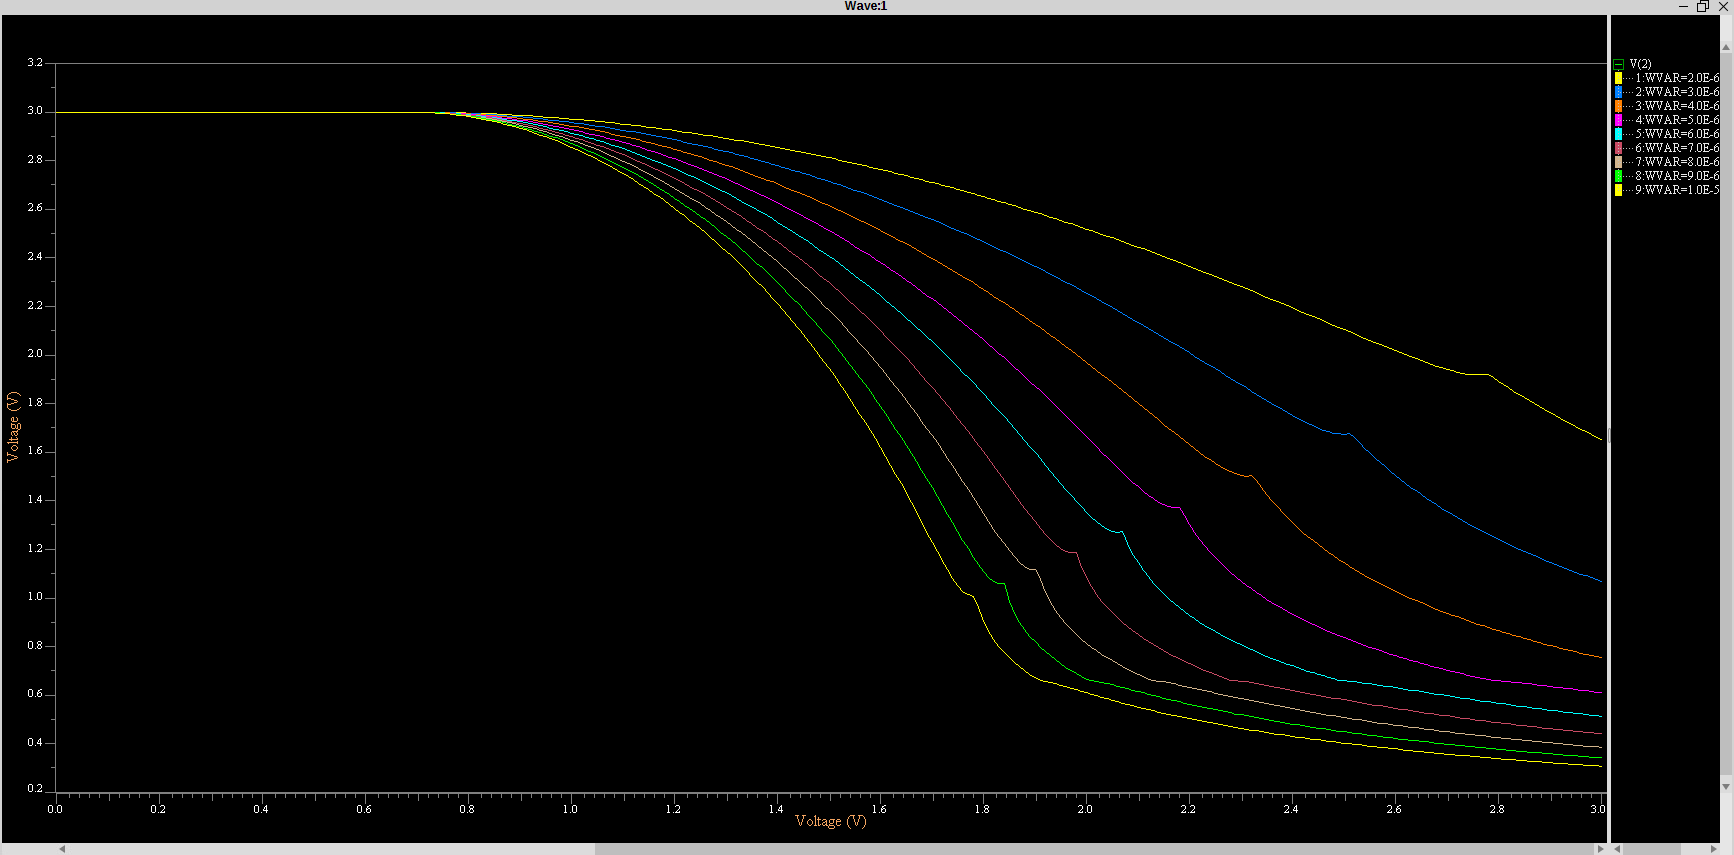 Wave:1
V(2)
1:WVAR=2.0E-6
2:WVAR=3.0E-6
3:WVAR=4.0E-6
4:WVAR=5.0E-6
5:WVAR=6.0E-6
6:WVAR=7.0E-6
7:WVAR=8.0E-6
8:WVAR=9.0E-6
9:WVAR=1.0E-5
Voltage (V)
3.2
3.0
2.8
2.6
2.4
2.2
2.0
1.8
1.6
1.4
1.2
1.0
0.8
0.6
0.4
0.2
0.0 0.2 0.4 0.6 0.8 1.0 1.2 1.4 1.6 1.8 2.0 2.2 2.4 2.6 2.8 3.0
Voltage (V)